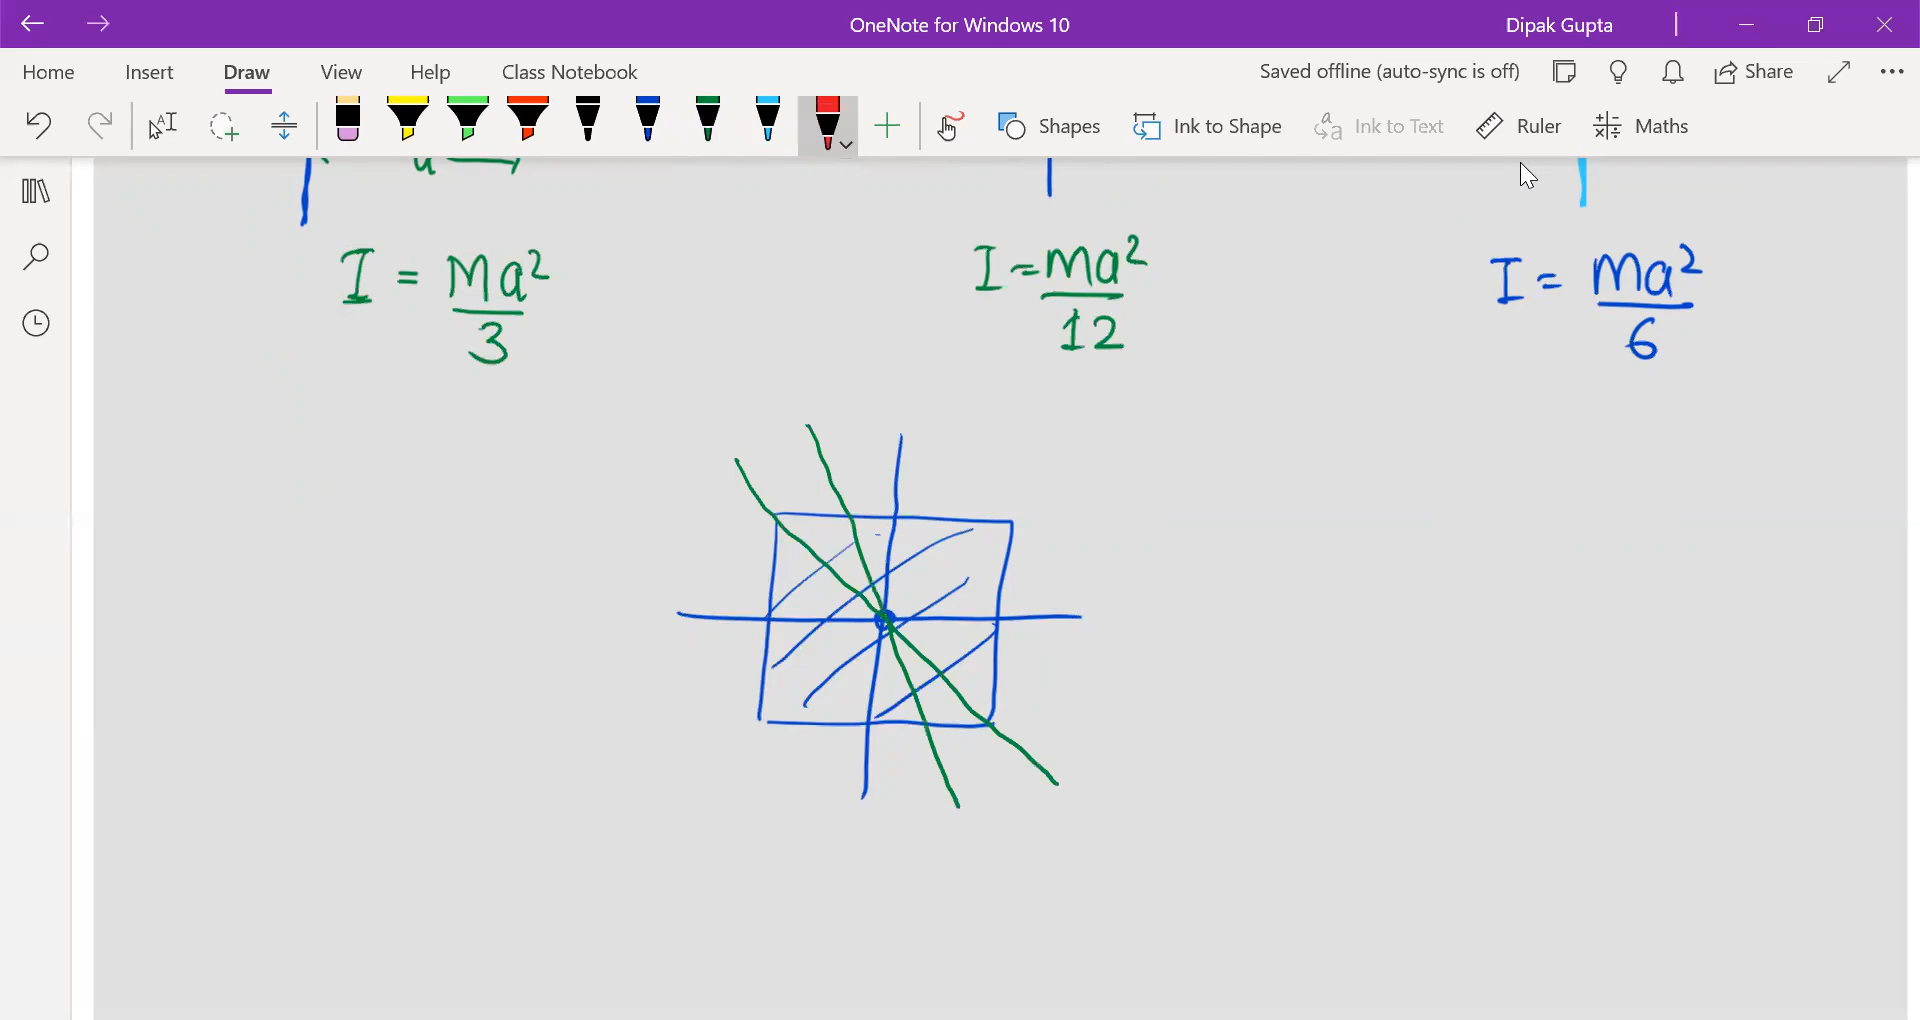 OneNote for Windows 10
Dipak Gupta
Home Insert Draw View Help Class Notebook
Saved offline (auto-sync is off) Share
Shapes Ink to Shape Ink to Text Ruler Maths
a
I = Ma²/3
I = ma²/12
I = ma²/6